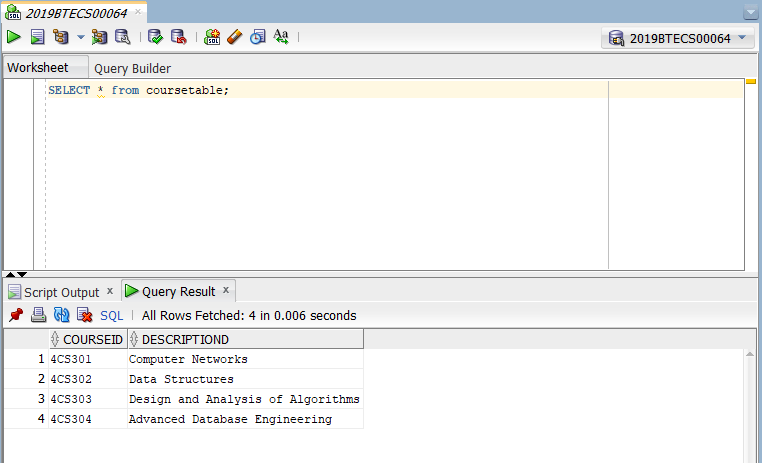 2019BTECS00064
2019BTECS00064
Worksheet Query Builder
SELECT * from coursetable;
Script Output x Query Result x
SQL | All Rows Fetched: 4 in 0.006 seconds
COURSEID DESCRIPTIOND
1 4CS301 Computer Networks
2 4CS302 Data Structures
3 4CS303 Design and Analysis of Algorithms
4 4CS304 Advanced Database Engineering